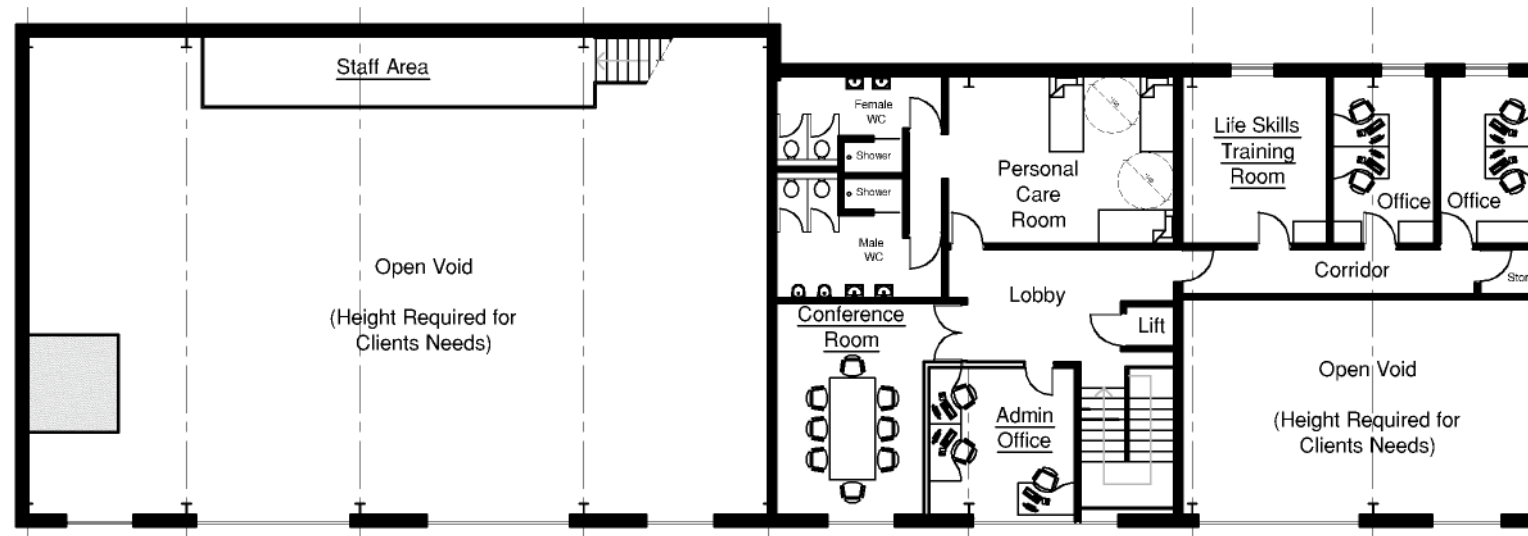 Staff Area
Female
WC
Shower
Shower
Male
WC
Personal
Care
Room
Life Skills
Training
Room
Office
Office
Open Void
(Height Required for
Clients Needs)
Lobby
Corridor
Conference
Room
Lift
Admin
Office
Open Void
(Height Required for
Clients Needs)